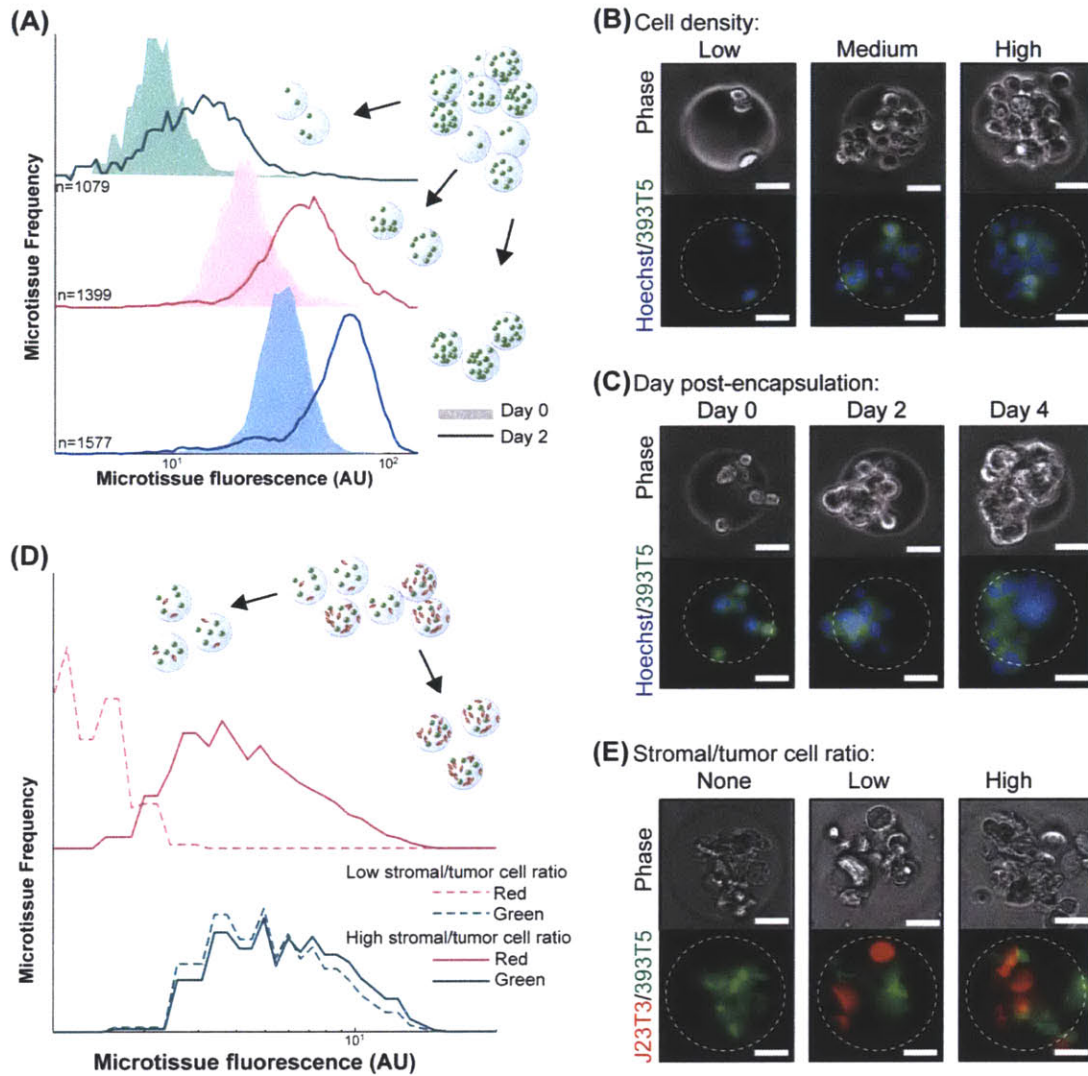 (A)
Microtissue Frequency
n=1079
n=1399
n=1577
Day 0
Day 2
10¹
10²
Microtissue fluorescence (AU)
(B) Cell density:
Low
Medium
High
Phase
Hoechst/393T5
(C) Day post-encapsulation:
Day 0
Day 2
Day 4
Phase
Hoechst/393T5
(D)
Microtissue Frequency
Low stromal/tumor cell ratio
Red
Green
High stromal/tumor cell ratio
Red
Green
10¹
Microtissue fluorescence (AU)
(E) Stromal/tumor cell ratio:
None
Low
High
Phase
J23T3/393T5